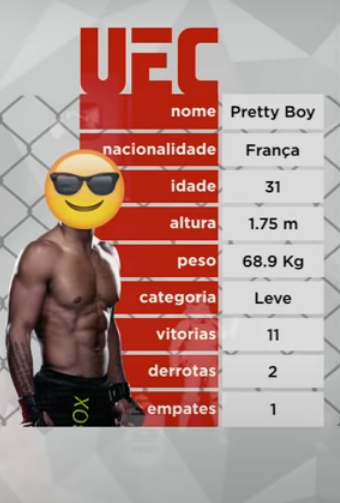 UFC
nome Pretty Boy
nacionalidade França
idade 31
altura 1.75 m
peso 68.9 Kg
categoria Leve
vitorias 11
derrotas 2
empates 1
XOX